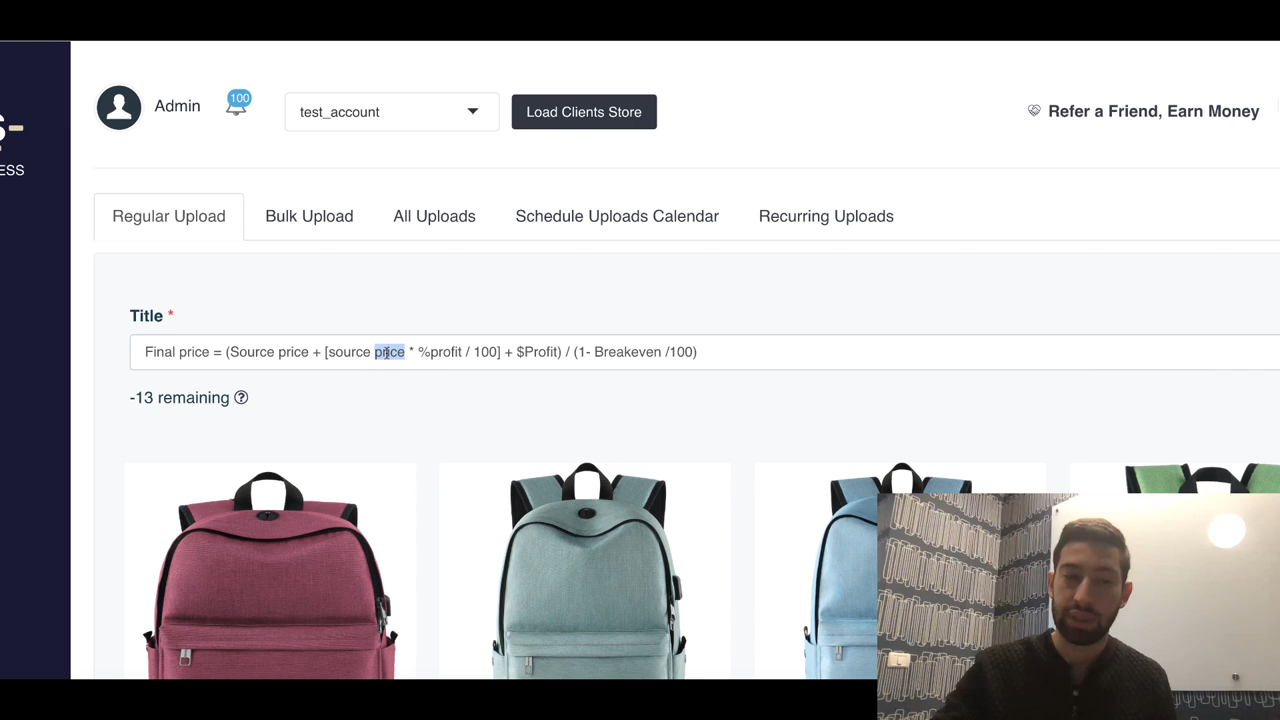 Admin
100
test_account
Load Clients Store
Refer a Friend, Earn Money
ESS
Regular Upload
Bulk Upload
All Uploads
Schedule Uploads Calendar
Recurring Uploads
Title *
Final price = (Source price + [source price * %profit / 100] + $Profit) / (1- Breakeven /100)
-13 remaining ?